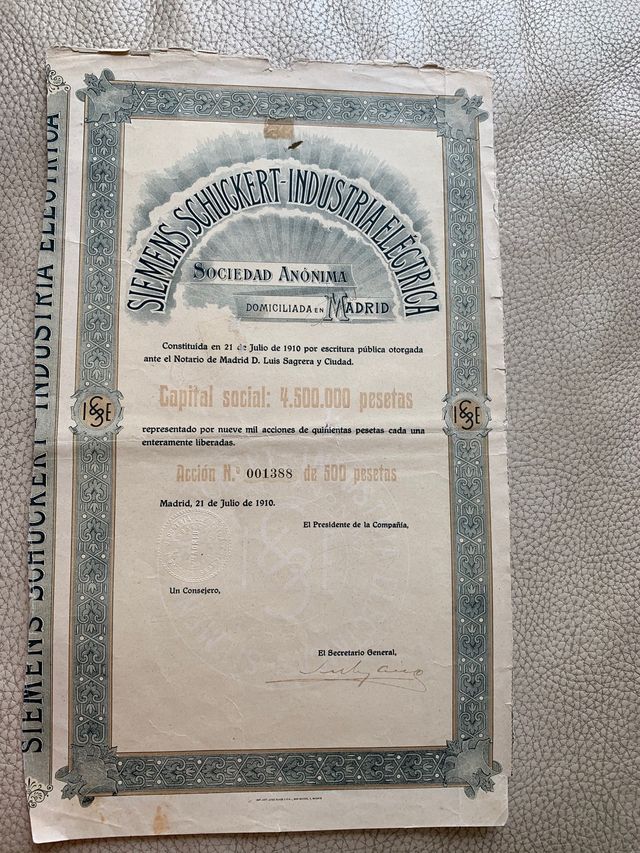 SIEMENS SCHUCKERT INDUSTRIA ELÉCTRICA
SIEMENS SCHUCKERT-INDUSTRIA ELÉCTRICA
SOCIEDAD ANÓNIMA
DOMICILIADA EN MADRID
Constituida en 21 de Julio de 1910 por escritura pública otorgada
ante el Notario de Madrid D. Luis Sagrera y Ciudad.
Capital social: 4.500.000 pesetas
representado por nueve mil acciones de quinientas pesetas cada una
enteramente liberadas.
Acción N.º 001388 de 500 pesetas
Madrid, 21 de Julio de 1910.
El Presidente de la Compañía,
Un Consejero,
El Secretario General,